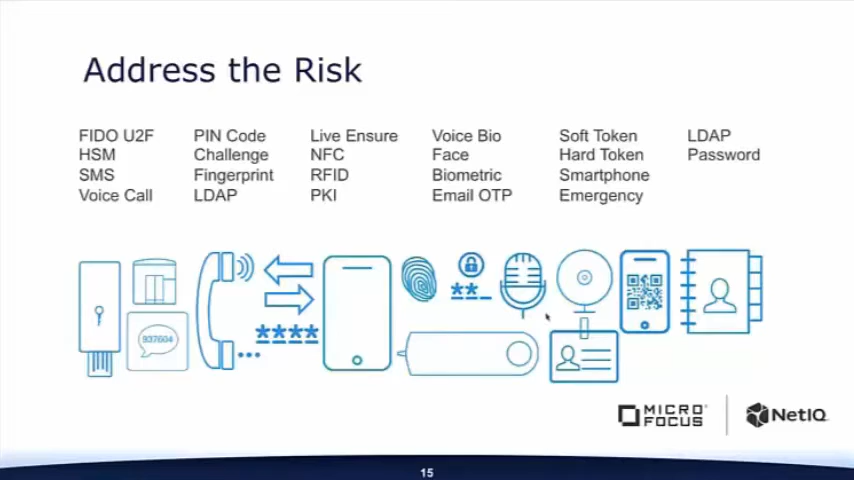 Address the Risk
FIDO U2F
HSM
SMS
Voice Call
PIN Code
Challenge
Fingerprint
LDAP
Live Ensure
NFC
RFID
PKI
Voice Bio
Face
Biometric
Email OTP
Soft Token
Hard Token
Smartphone
Emergency
LDAP
Password
937604
****
**_
MICRO
FOCUS
NetIQ
15